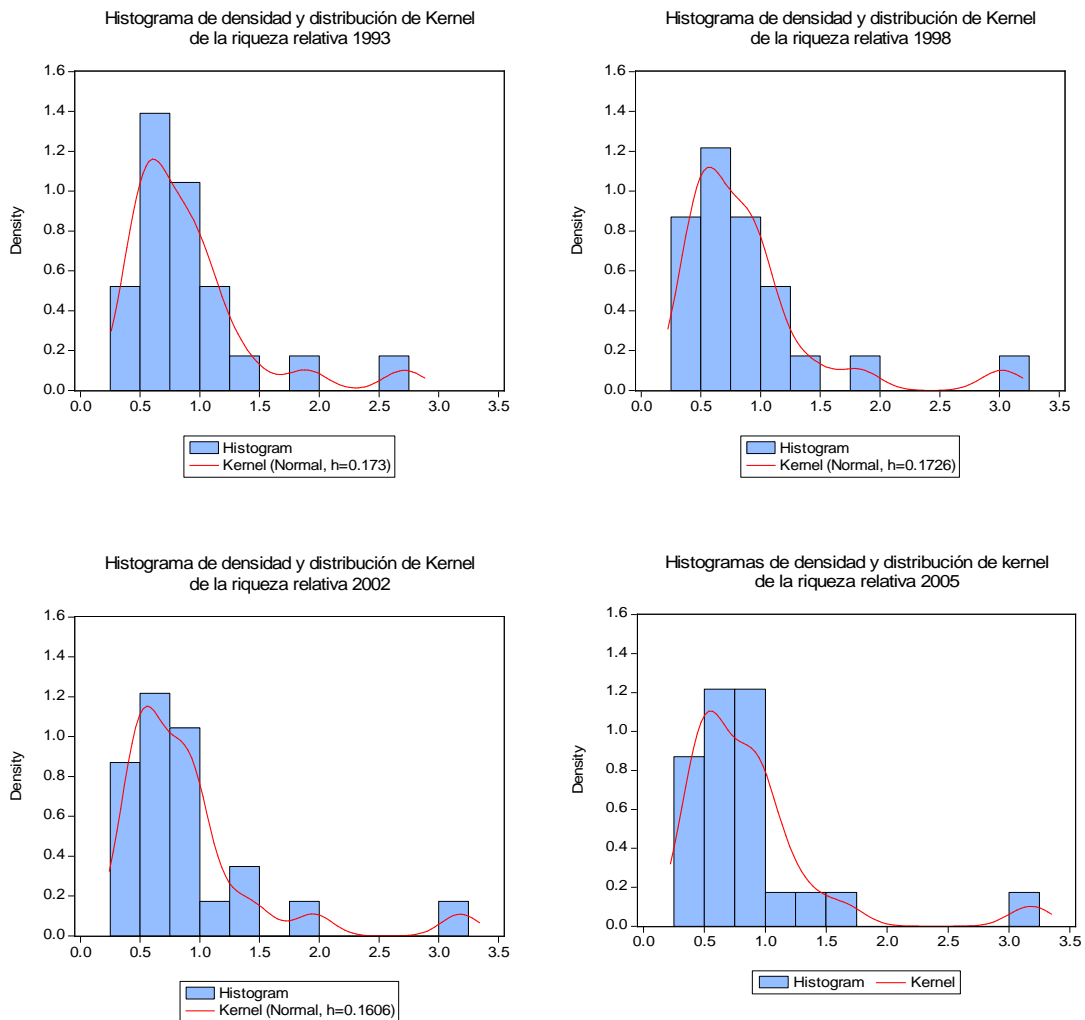 Histograma de densidad y distribución de Kernel
de la riqueza relativa 1993
1.6
1.4
1.2
1.0
0.8
0.6
0.4
0.2
0.0
Density
0.0 0.5 1.0 1.5 2.0 2.5 3.0 3.5
Histogram
Kernel (Normal, h=0.173)
Histograma de densidad y distribución de Kernel
de la riqueza relativa 1998
1.6
1.4
1.2
1.0
0.8
0.6
0.4
0.2
0.0
Density
0.0 0.5 1.0 1.5 2.0 2.5 3.0 3.5
Histogram
Kernel (Normal, h=0.1726)
Histograma de densidad y distribución de Kernel
de la riqueza relativa 2002
1.6
1.4
1.2
1.0
0.8
0.6
0.4
0.2
0.0
Density
0.0 0.5 1.0 1.5 2.0 2.5 3.0 3.5
Histogram
Kernel (Normal, h=0.1606)
Histogramas de densidad y distribución de kernel
de la riqueza relativa 2005
1.6
1.4
1.2
1.0
0.8
0.6
0.4
0.2
0.0
Density
0.0 0.5 1.0 1.5 2.0 2.5 3.0 3.5
Histogram Kernel